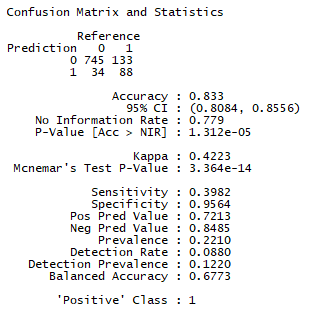 Confusion Matrix and Statistics
Reference
Prediction 0 1
0 745 133
1 34 88
Accuracy : 0.833
95% CI : (0.8084, 0.8556)
No Information Rate : 0.779
P-Value [Acc > NIR] : 1.312e-05
Kappa : 0.4223
Mcnemar's Test P-Value : 3.364e-14
Sensitivity : 0.3982
Specificity : 0.9564
Pos Pred Value : 0.7213
Neg Pred Value : 0.8485
Prevalence : 0.2210
Detection Rate : 0.0880
Detection Prevalence : 0.1220
Balanced Accuracy : 0.6773
'Positive' Class : 1